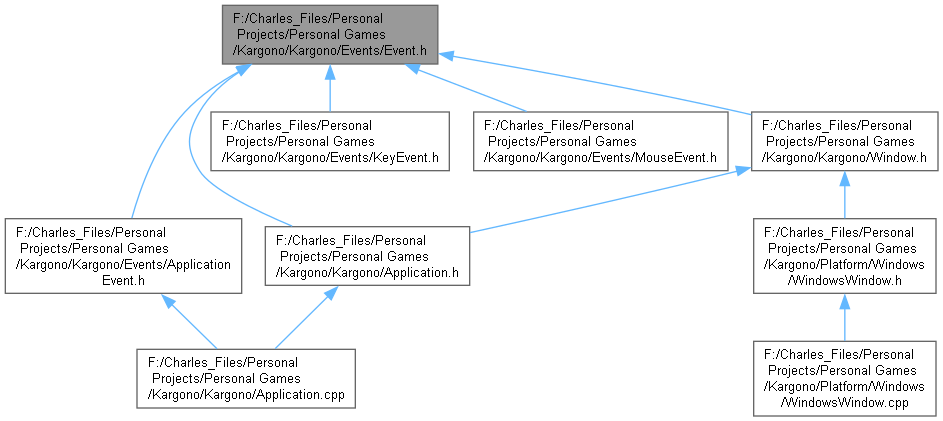 F:/Charles_Files/Personal
Projects/Personal Games
/Kargono/Kargono/Events/Event.h
F:/Charles_Files/Personal
Projects/Personal Games
/Kargono/Kargono/Events/KeyEvent.h
F:/Charles_Files/Personal
Projects/Personal Games
/Kargono/Kargono/Events/MouseEvent.h
F:/Charles_Files/Personal
Projects/Personal Games
/Kargono/Kargono/Window.h
F:/Charles_Files/Personal
Projects/Personal Games
/Kargono/Kargono/Events/Application
Event.h
F:/Charles_Files/Personal
Projects/Personal Games
/Kargono/Kargono/Application.h
F:/Charles_Files/Personal
Projects/Personal Games
/Kargono/Platform/Windows
/WindowsWindow.h
F:/Charles_Files/Personal
Projects/Personal Games
/Kargono/Kargono/Application.cpp
F:/Charles_Files/Personal
Projects/Personal Games
/Kargono/Platform/Windows
/WindowsWindow.cpp